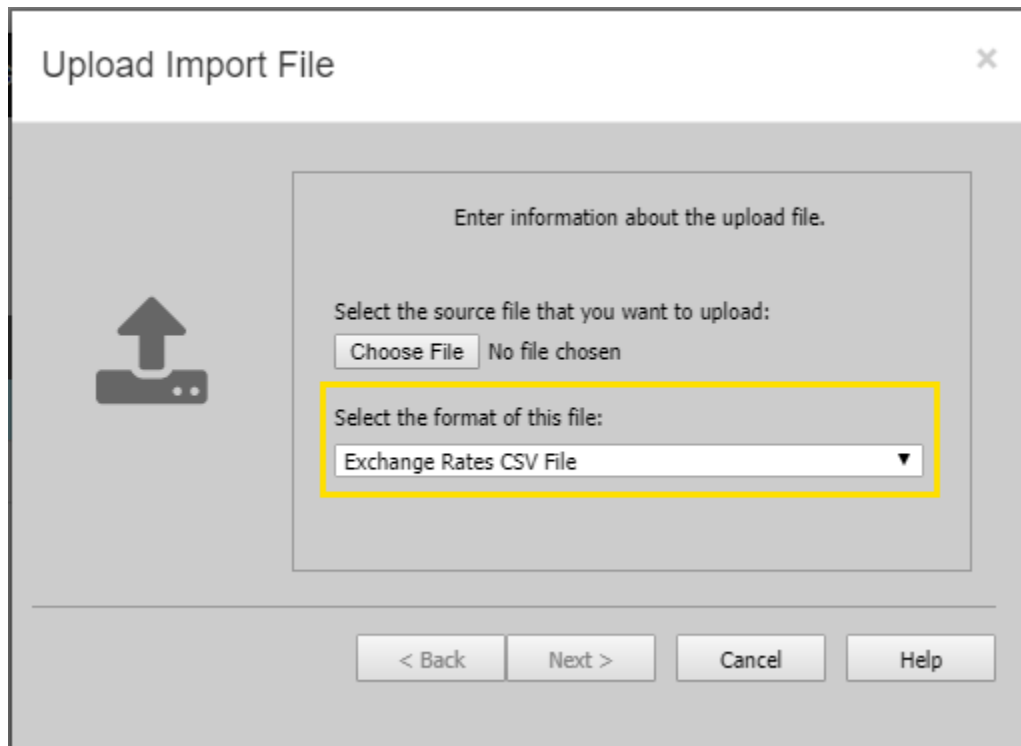 Upload Import File
Enter information about the upload file.
Select the source file that you want to upload:
Choose File No file chosen
Select the format of this file:
Exchange Rates CSV File
< Back Next > Cancel Help